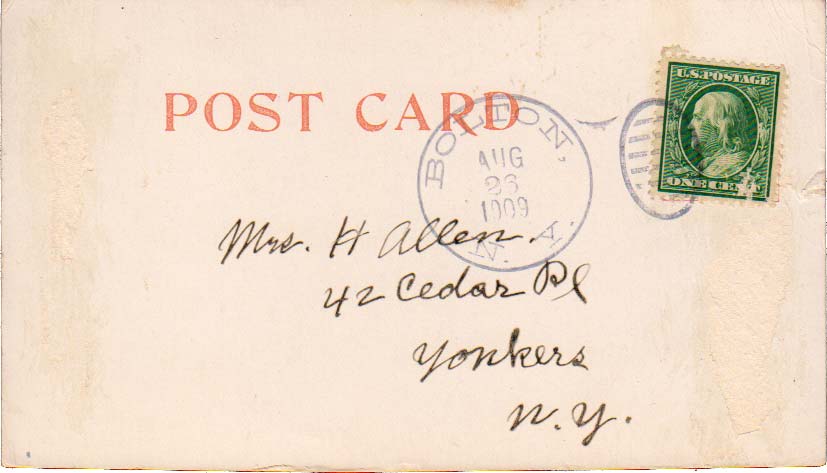 POST CARD
BOLTON,
AUG
26
1909
N.
U.S. POSTAGE
ONE CENT
Mrs. H Allen.
42 Cedar Pl
Yonkers
N.Y.